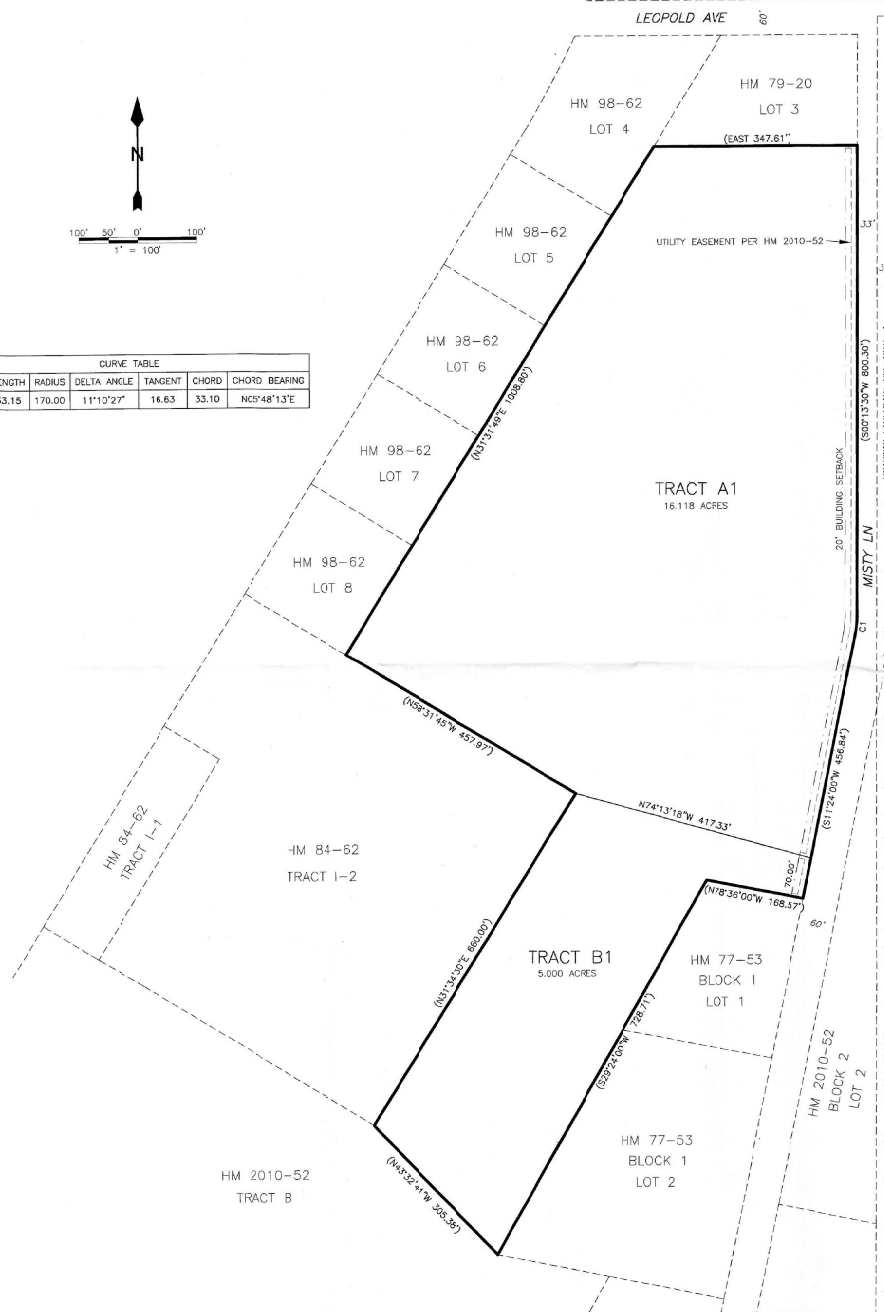 LEOPOLD AVE
60'
HM 79-20
LOT 3
HM 98-62
LOT 4
(EAST 347.61')
N
100' 50' 0' 100'
1' = 100'
HM 98-62
LOT 5
UTILITY EASEMENT PER HM 2010-52
33'
HM 98-62
LOT 6
CURVE TABLE
ENGTH RADIUS DELTA ANGLE TANGENT CHORD CHORD BEARING
33.15 170.00 11°10'27" 16.63 33.10 N05°48'13"E
(N31°31'49"E 1008.80')
(S00°13'30"W 800.30')
HM 98-62
LOT 7
TRACT A1
16.118 ACRES
20' BUILDING SETBACK
MISTY LN
HM 98-62
LOT 8
C1
(N58°31'45"W 457.97')
(S11°24'00"W 456.84')
N74°13'18"W 417.33'
HM 84-62
TRACT I-1
HM 84-62
TRACT I-2
70.00'
(N78°36'00"W 168.57')
60'
(N31°34'30"E 660.00')
TRACT B1
5.000 ACRES
HM 77-53
BLOCK 1
LOT 1
(S29°24'00"W 728.71')
HM 2010-52
BLOCK 2
LOT 2
HM 77-53
BLOCK 1
LOT 2
(N43°32'41"W 305.38')
HM 2010-52
TRACT B